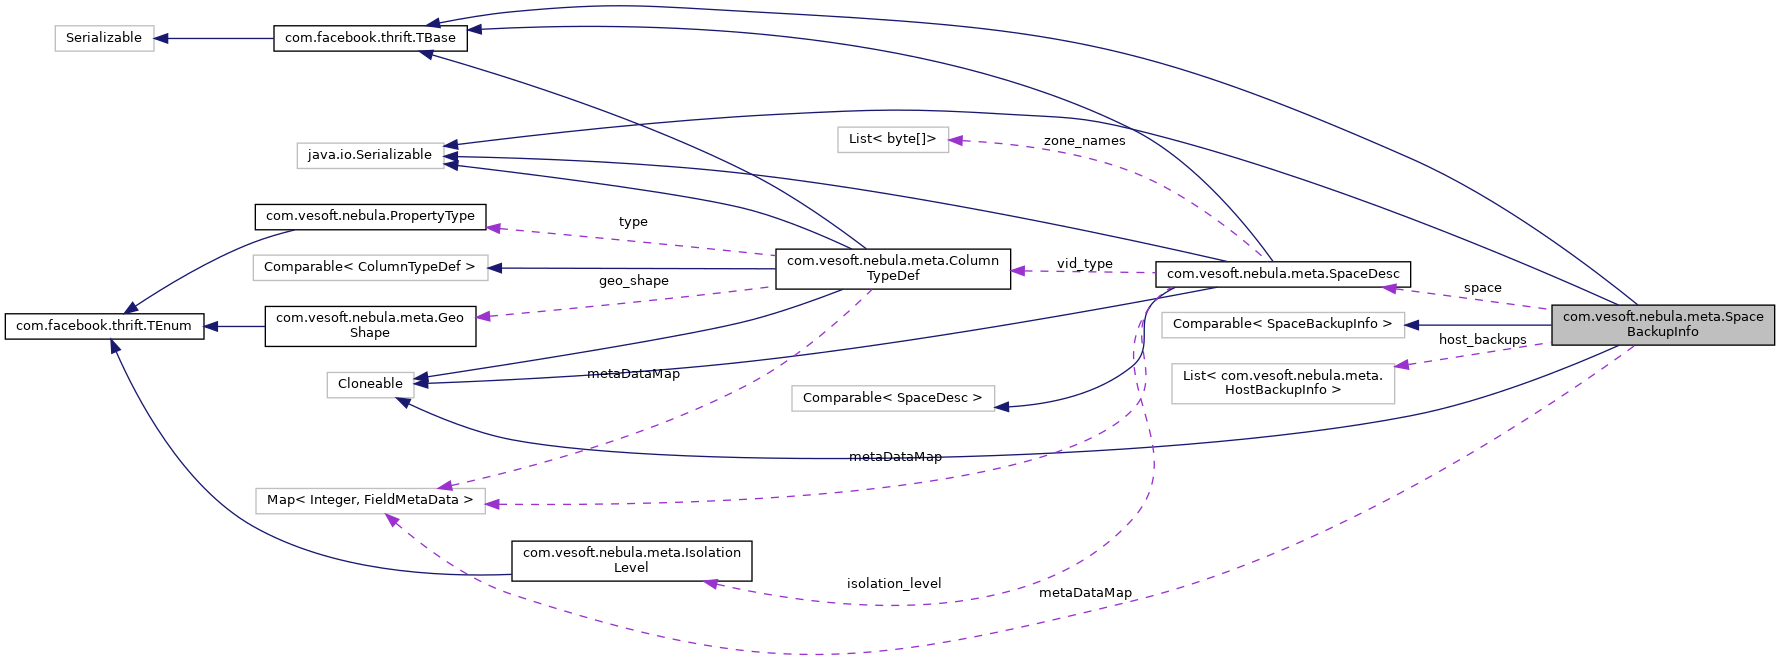 Serializable
com.facebook.thrift.TBase
java.io.Serializable
List< byte[]>
zone_names
com.vesoft.nebula.PropertyType
type
Comparable< ColumnTypeDef >
com.vesoft.nebula.meta.Column
TypeDef
vid_type
com.vesoft.nebula.meta.SpaceDesc
geo_shape
space
com.facebook.thrift.TEnum
com.vesoft.nebula.meta.Geo
Shape
Comparable< SpaceBackupInfo >
com.vesoft.nebula.meta.Space
BackupInfo
host_backups
Cloneable
metaDataMap
Comparable< SpaceDesc >
List< com.vesoft.nebula.meta.
HostBackupInfo >
metaDataMap
Map< Integer, FieldMetaData >
com.vesoft.nebula.meta.Isolation
Level
isolation_level
metaDataMap